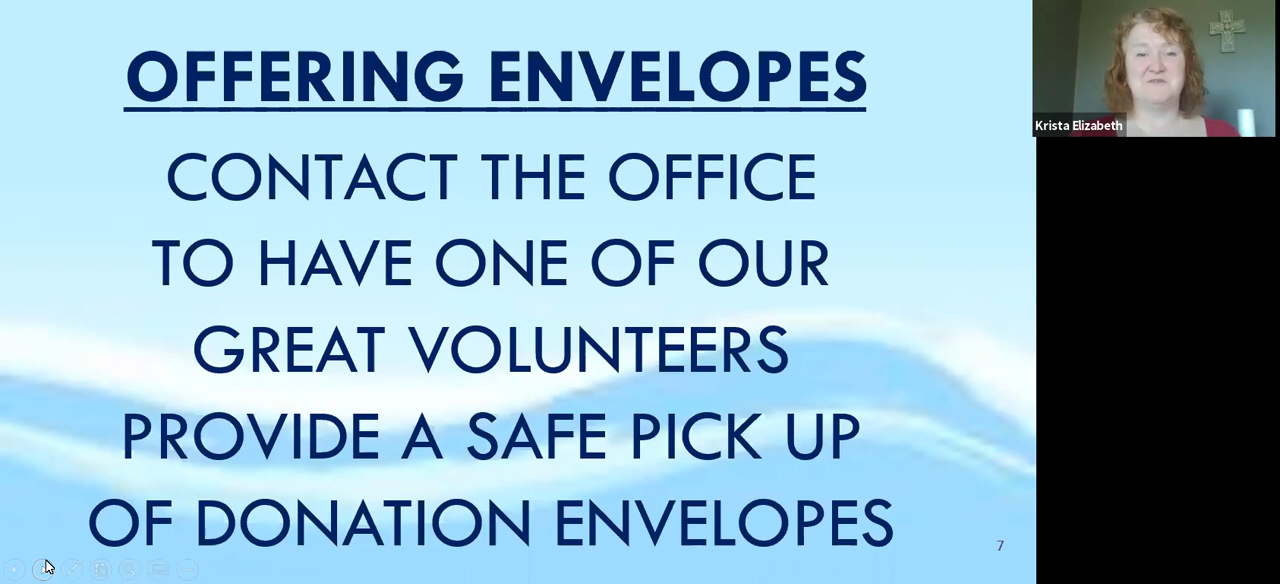 OFFERING ENVELOPES
CONTACT THE OFFICE
TO HAVE ONE OF OUR
GREAT VOLUNTEERS
PROVIDE A SAFE PICK UP
OF DONATION ENVELOPES
7
Krista Elizabeth